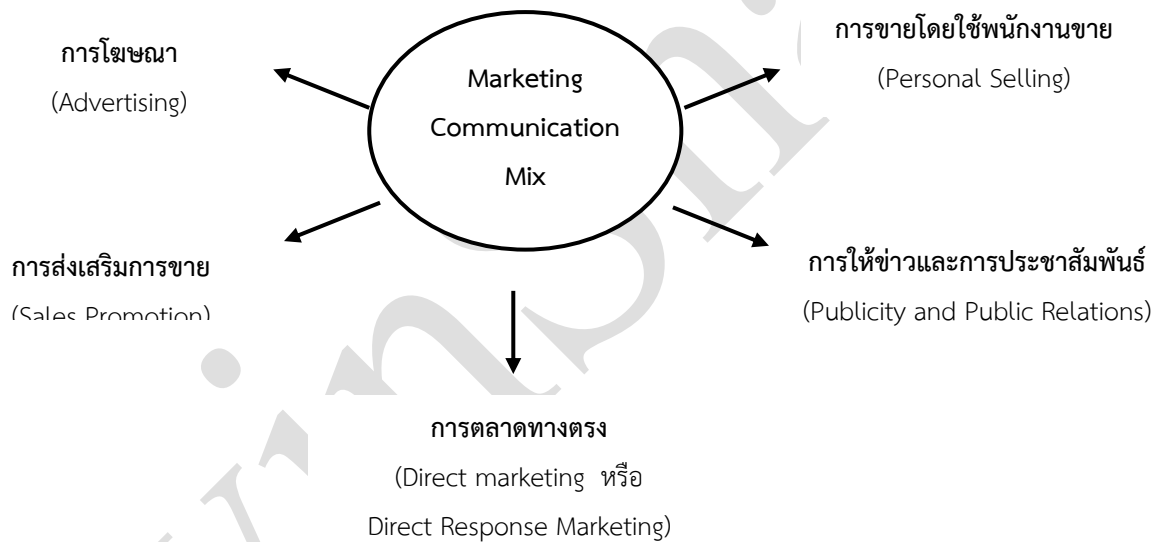 การโฆษณา
(Advertising)
Marketing
Communication
Mix
การขายโดยใช้พนักงานขาย
(Personal Selling)
การส่งเสริมการขาย
(Sales Promotion)
การให้ข่าวและการประชาสัมพันธ์
(Publicity and Public Relations)
การตลาดทางตรง
(Direct marketing หรือ
Direct Response Marketing)